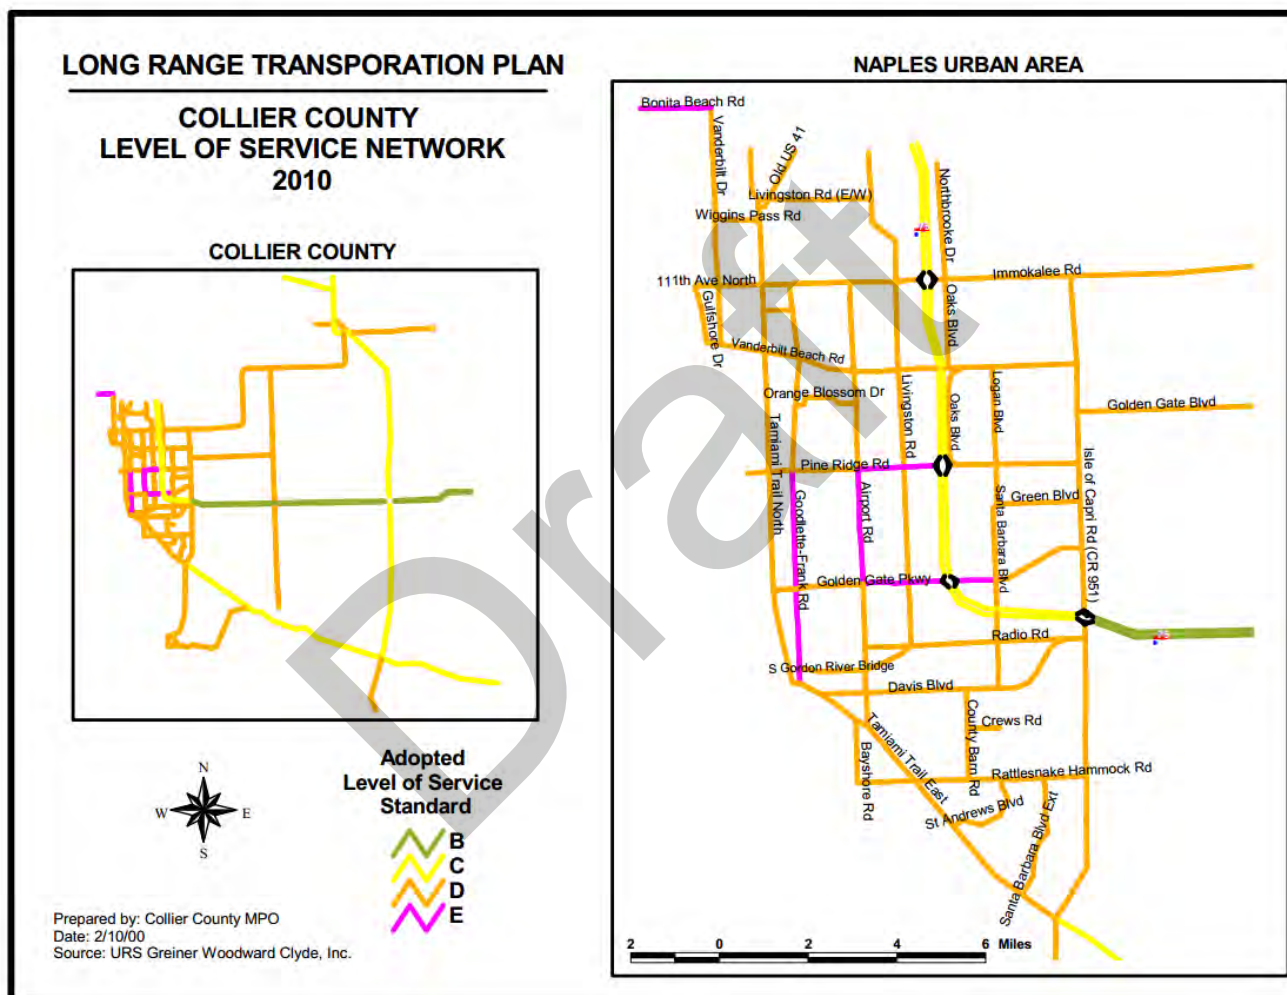 LONG RANGE TRANSPORATION PLAN
COLLIER COUNTY
LEVEL OF SERVICE NETWORK
2010
COLLIER COUNTY
N
W
E
S
Adopted
Level of Service
Standard
B
C
D
E
Prepared by: Collier County MPO
Date: 2/10/00
Source: URS Greiner Woodward Clyde, Inc.
NAPLES URBAN AREA
Bonita Beach Rd
Vanderbilt Dr
Old US 41
Livingston Rd (E/W)
Wiggins Pass Rd
Northbrooke Dr
111th Ave North
Immokalee Rd
Gulfshore Dr
Oaks Blvd
Vanderbilt Beach Rd
Orange Blossom Dr
Livingston Rd
Oaks Blvd
Logan Blvd
Golden Gate Blvd
Tamiami Trail North
Pine Ridge Rd
Isle of Capri Rd (CR 951)
Goodlette-Frank Rd
Airport Rd
Santa Barbara Blvd
Green Blvd
Golden Gate Pkwy
Radio Rd
S Gordon River Bridge
Davis Blvd
Tamiami Trail East
County Barn Rd
Crews Rd
Bayshore Rd
Rattlesnake Hammock Rd
St Andrews Blvd
Santa Barbara Blvd Ext
2 0 2 4 6 Miles
Draft